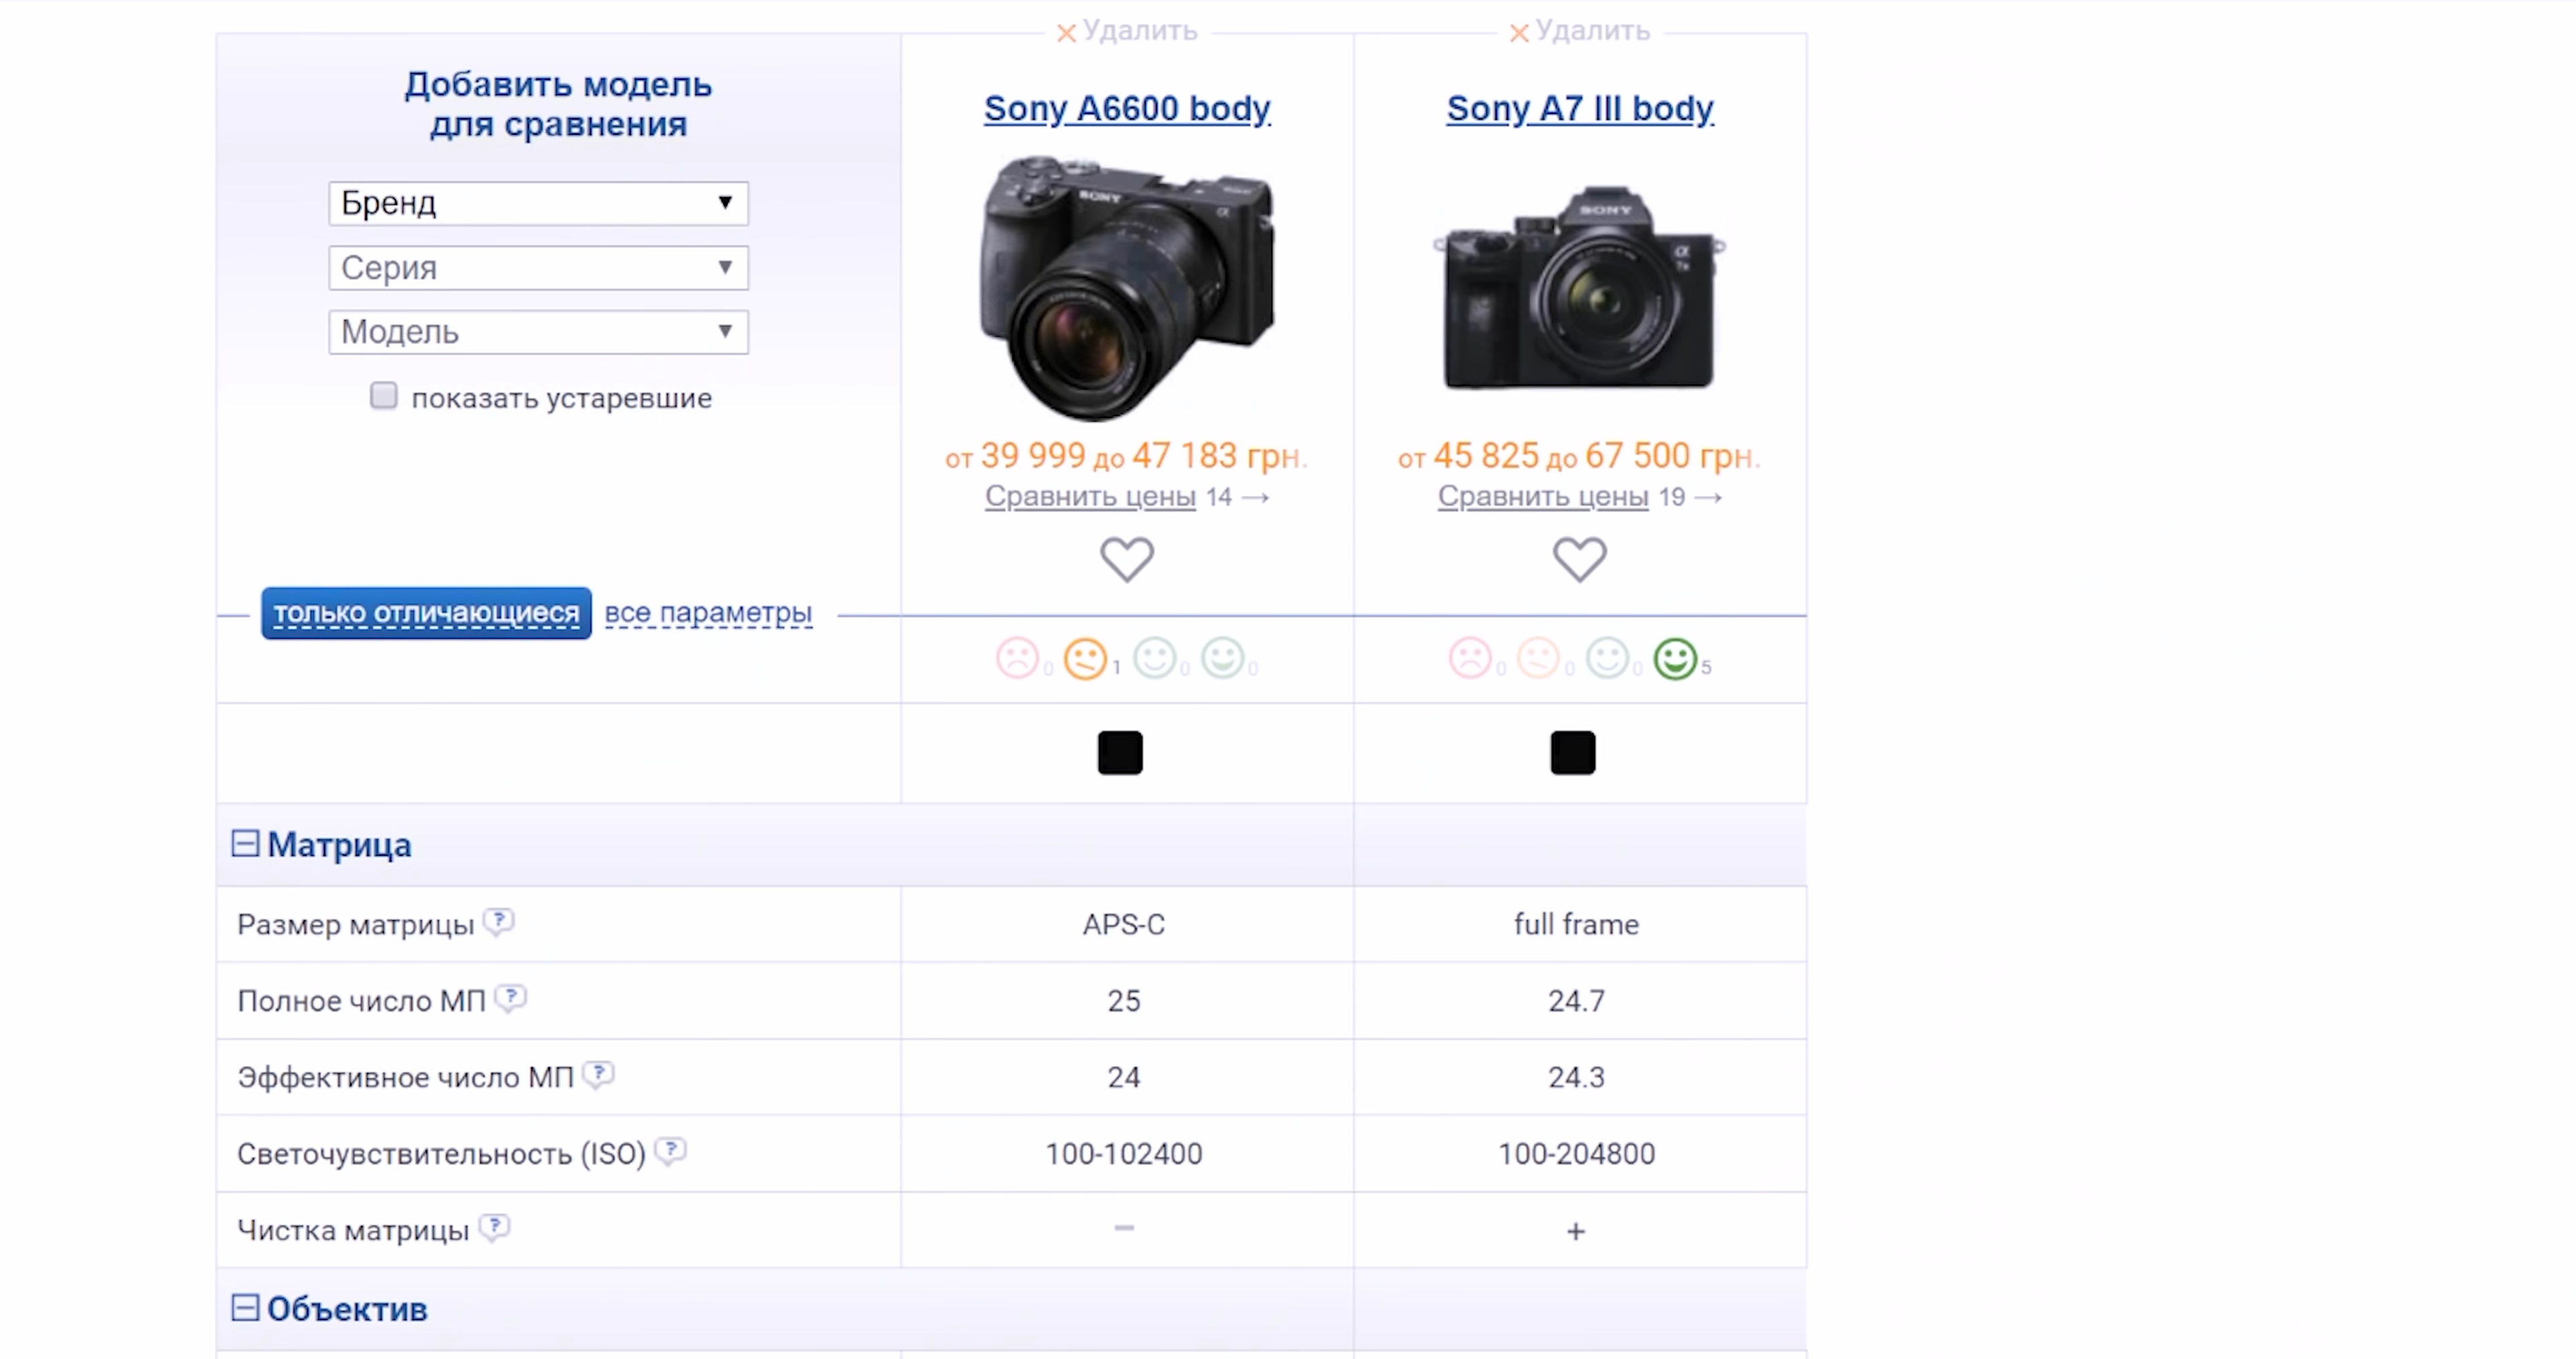 Удалить
Удалить
Добавить модель
для сравнения
Sony A6600 body
Sony A7 III body
Бренд
Серия
Модель
показать устаревшие
SONY
α
SONY
α
от 39 999 до 47 183 грн.
от 45 825 до 67 500 грн.
Сравнить цены 14 →
Сравнить цены 19 →
только отличающиеся все параметры
0 1 0 0
0 0 0 5
Матрица
Размер матрицы ? APS-C full frame
Полное число МП ? 25 24.7
Эффективное число МП ? 24 24.3
Светочувствительность (ISO) ? 100-102400 100-204800
Чистка матрицы ? − +
Объектив